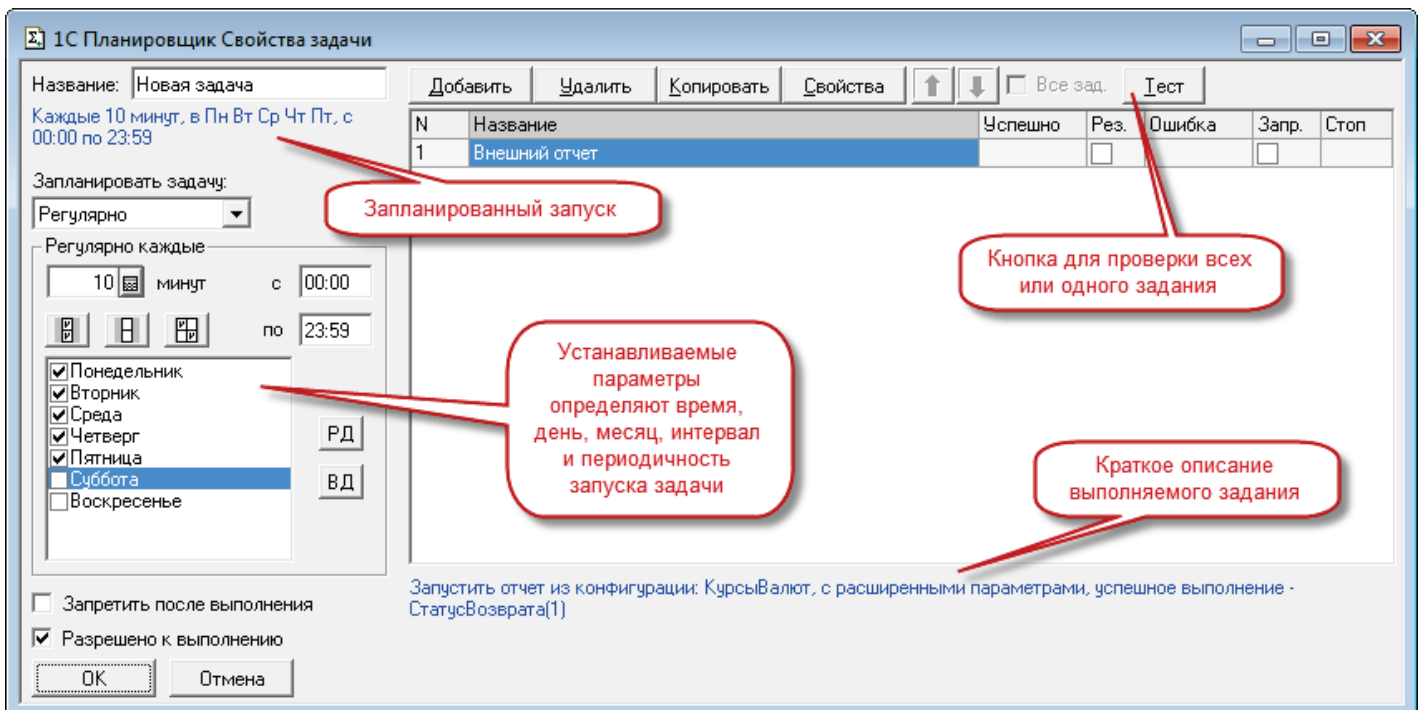 1С Планировщик Свойства задачи
Название: Новая задача
Каждые 10 минут, в Пн Вт Ср Чт Пт, с
00:00 по 23:59
Запланировать задачу:
Регулярно
Регулярно каждые
10 минут с 00:00
по 23:59
Понедельник
Вторник
Среда
Четверг
Пятница
Суббота
Воскресенье
РД
ВД
Запретить после выполнения
Разрешено к выполнению
OK Отмена
Добавить Удалить Копировать Свойства Все зад. Тест
N Название Успешно Рез. Ошибка Запр. Стоп
1 Внешний отчет
Запланированный запуск
Кнопка для проверки всех
или одного задания
Устанавливаемые
параметры
определяют время,
день, месяц, интервал
и периодичность
запуска задачи
Краткое описание
выполняемого задания
Запустить отчет из конфигурации: КурсыВалют, с расширенными параметрами, успешное выполнение -
СтатусВозврата(1)